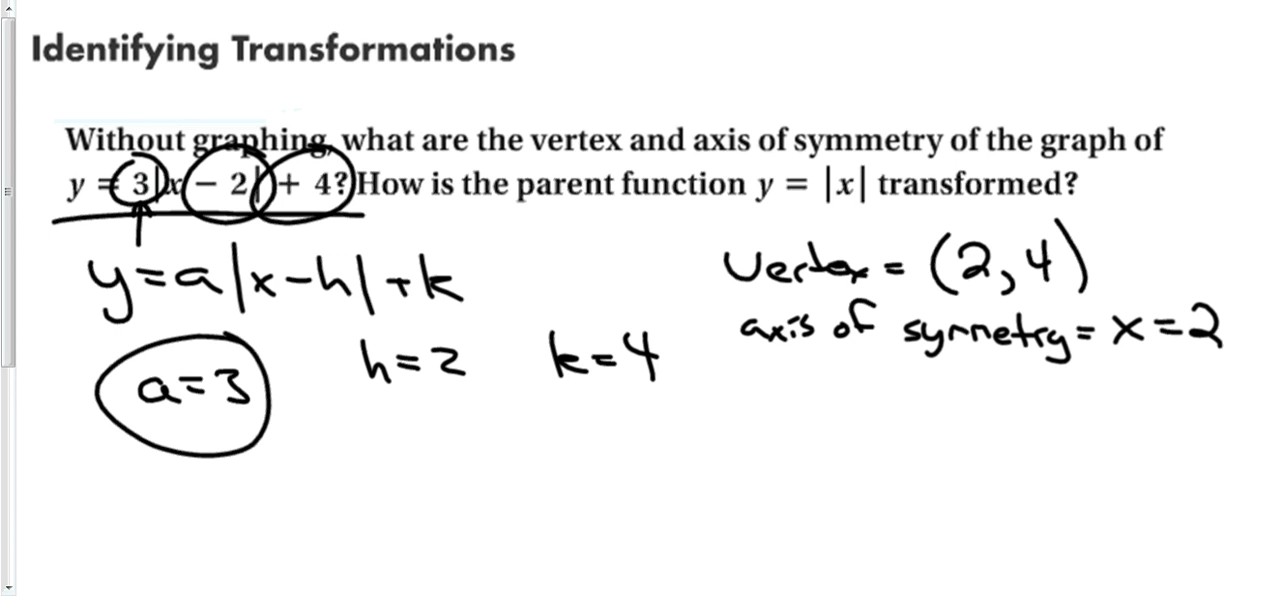 Identifying Transformations
Without graphing, what are the vertex and axis of symmetry of the graph of
y = 3|x − 2| + 4? How is the parent function y = |x| transformed?
y=a|x-h|+k
Vertex = (2,4)
axis of symmetry= x=2
a=3
h=2
k=4